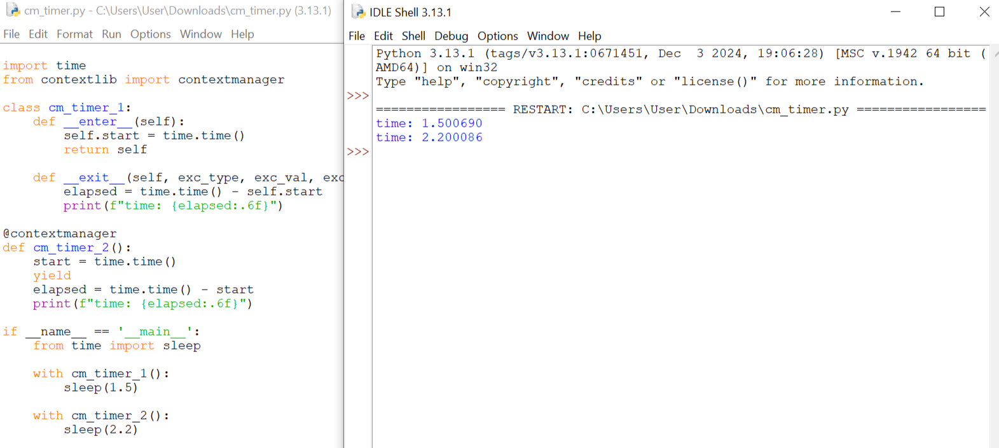 cm_timer.py - C:\Users\User\Downloads\cm_timer.py (3.13.1)
File Edit Format Run Options Window Help
import time
from contextlib import contextmanager
class cm_timer_1:
    def __enter__(self):
        self.start = time.time()
        return self
    def __exit__(self, exc_type, exc_val, exc
        elapsed = time.time() - self.start
        print(f"time: {elapsed:.6f}")
@contextmanager
def cm_timer_2():
    start = time.time()
    yield
    elapsed = time.time() - start
    print(f"time: {elapsed:.6f}")
if __name__ == '__main__':
    from time import sleep
    with cm_timer_1():
        sleep(1.5)
    with cm_timer_2():
        sleep(2.2)
IDLE Shell 3.13.1
File Edit Shell Debug Options Window Help
Python 3.13.1 (tags/v3.13.1:0671451, Dec  3 2024, 19:06:28) [MSC v.1942 64 bit (
AMD64)] on win32
Type "help", "copyright", "credits" or "license()" for more information.
>>>
================= RESTART: C:\Users\User\Downloads\cm_timer.py =================
time: 1.500690
time: 2.200086
>>>